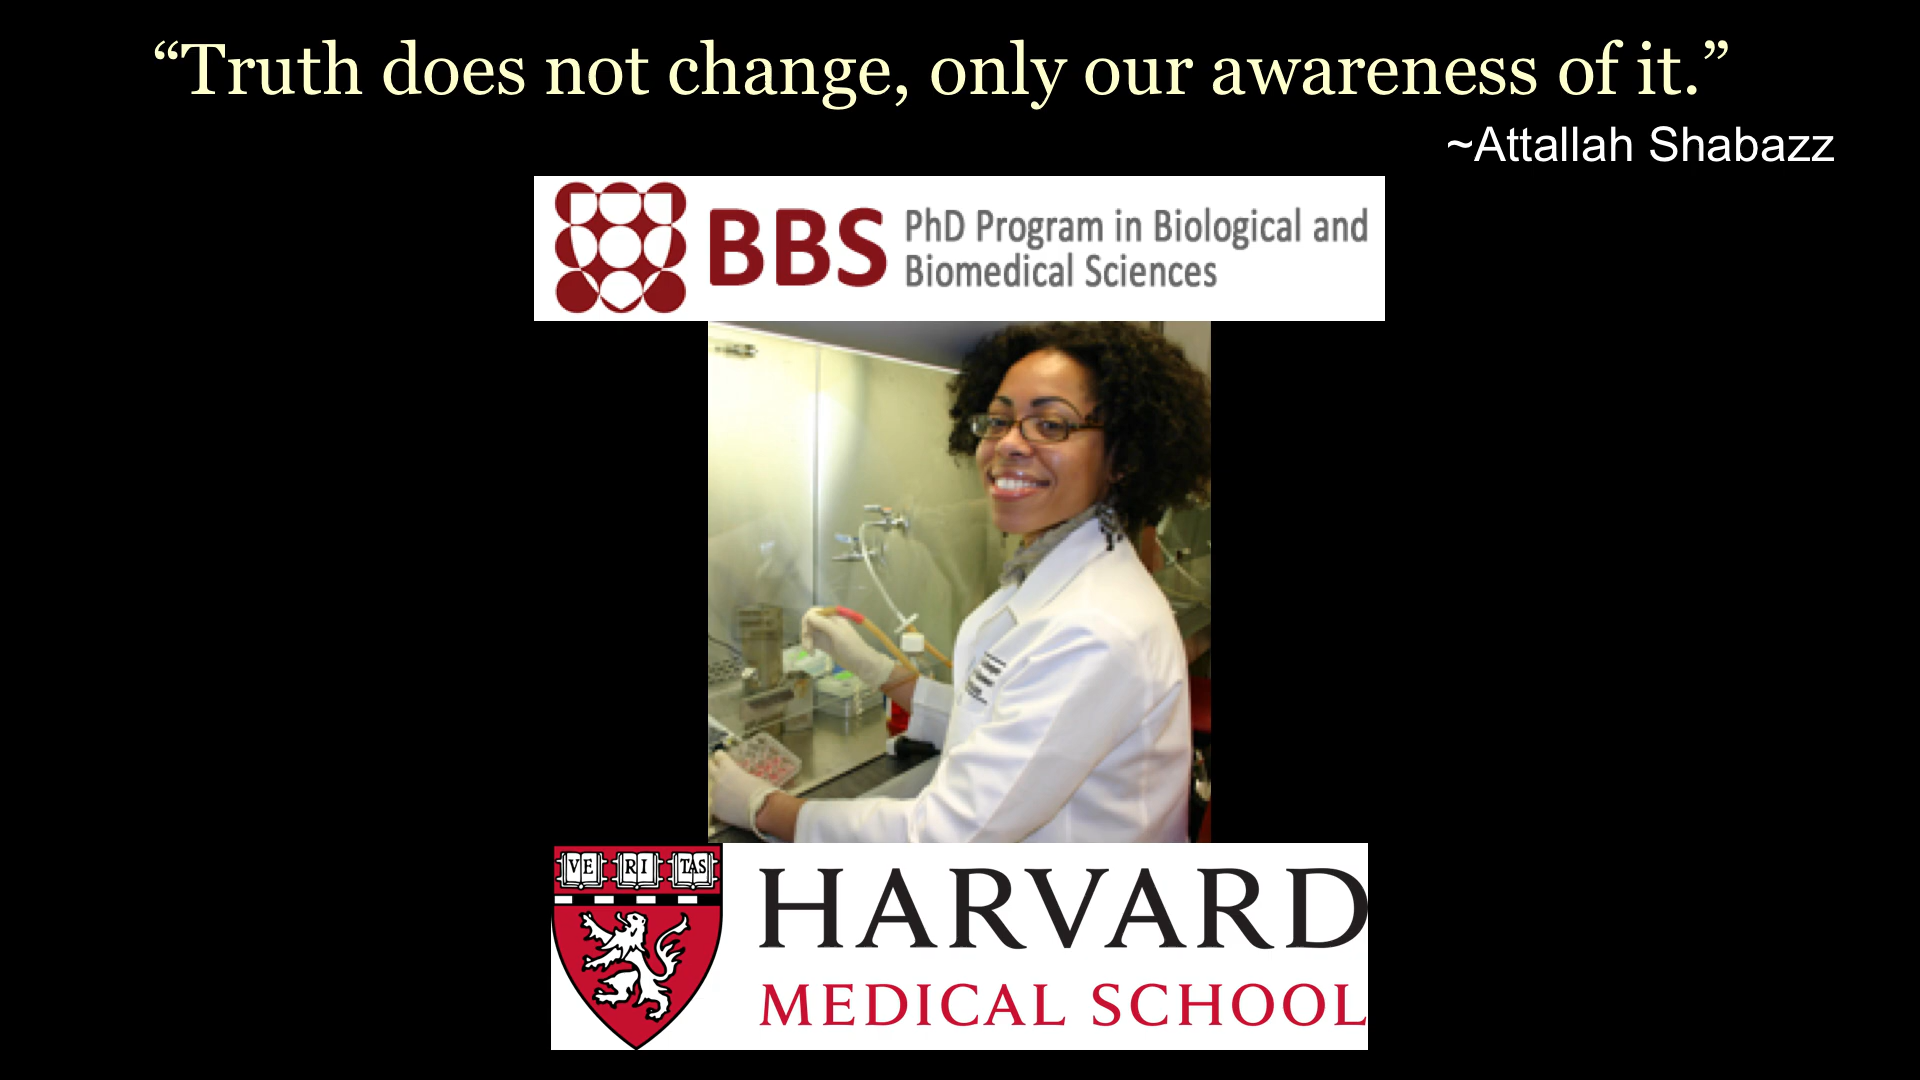 “Truth does not change, only our awareness of it.”
~Attallah Shabazz
BBS PhD Program in Biological and
Biomedical Sciences
VE RI TAS
HARVARD
MEDICAL SCHOOL